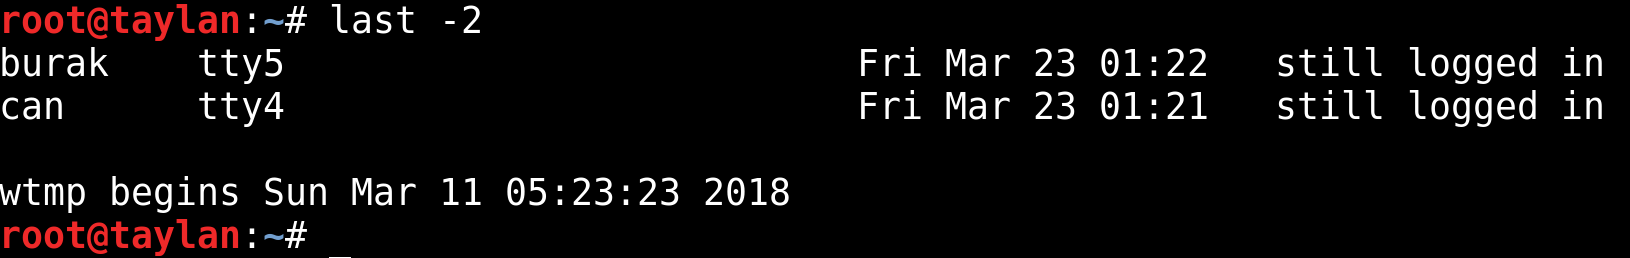 root@taylan:~# last -2
burak    tty5                          Fri Mar 23 01:22   still logged in
can      tty4                          Fri Mar 23 01:21   still logged in
wtmp begins Sun Mar 11 05:23:23 2018
root@taylan:~#